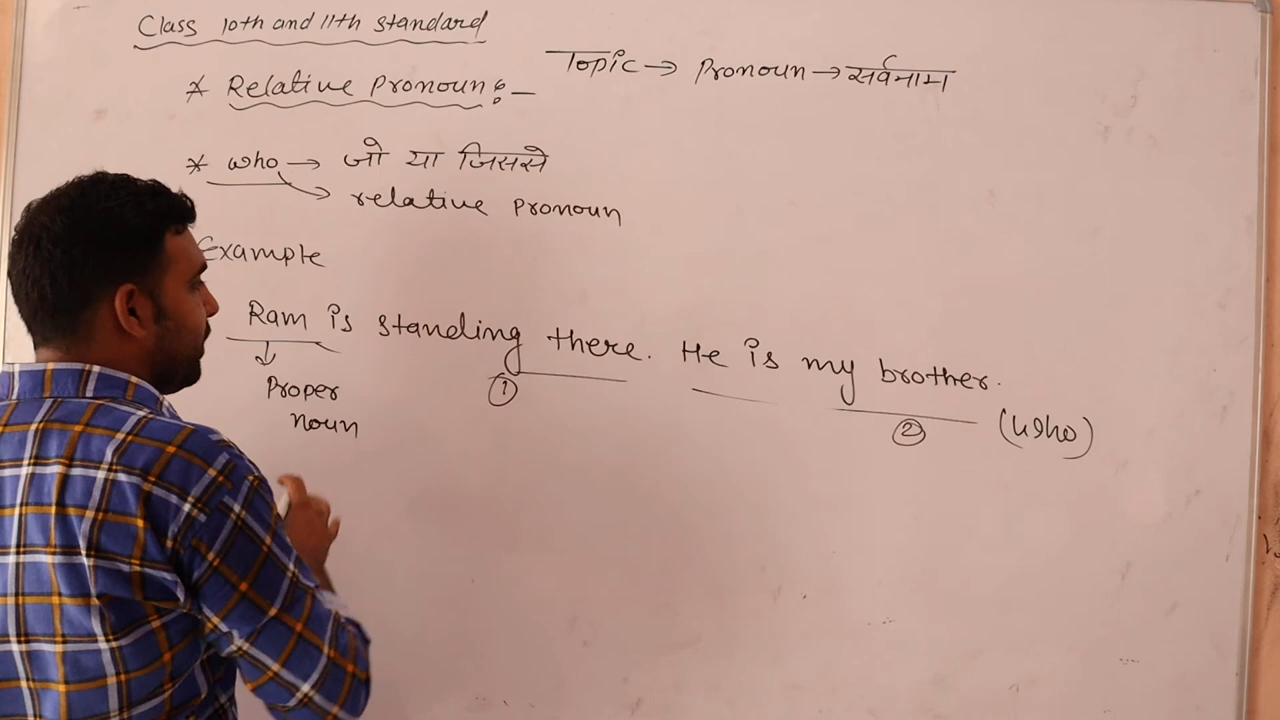 Class 10th and 11th standard
Topic → Pronoun → सर्वनाम
* Relative Pronoun :-
* who → जो या जिससे
→ relative pronoun
Example
Ram is standing there. He is my brother.
(who)
① ②
Proper
noun